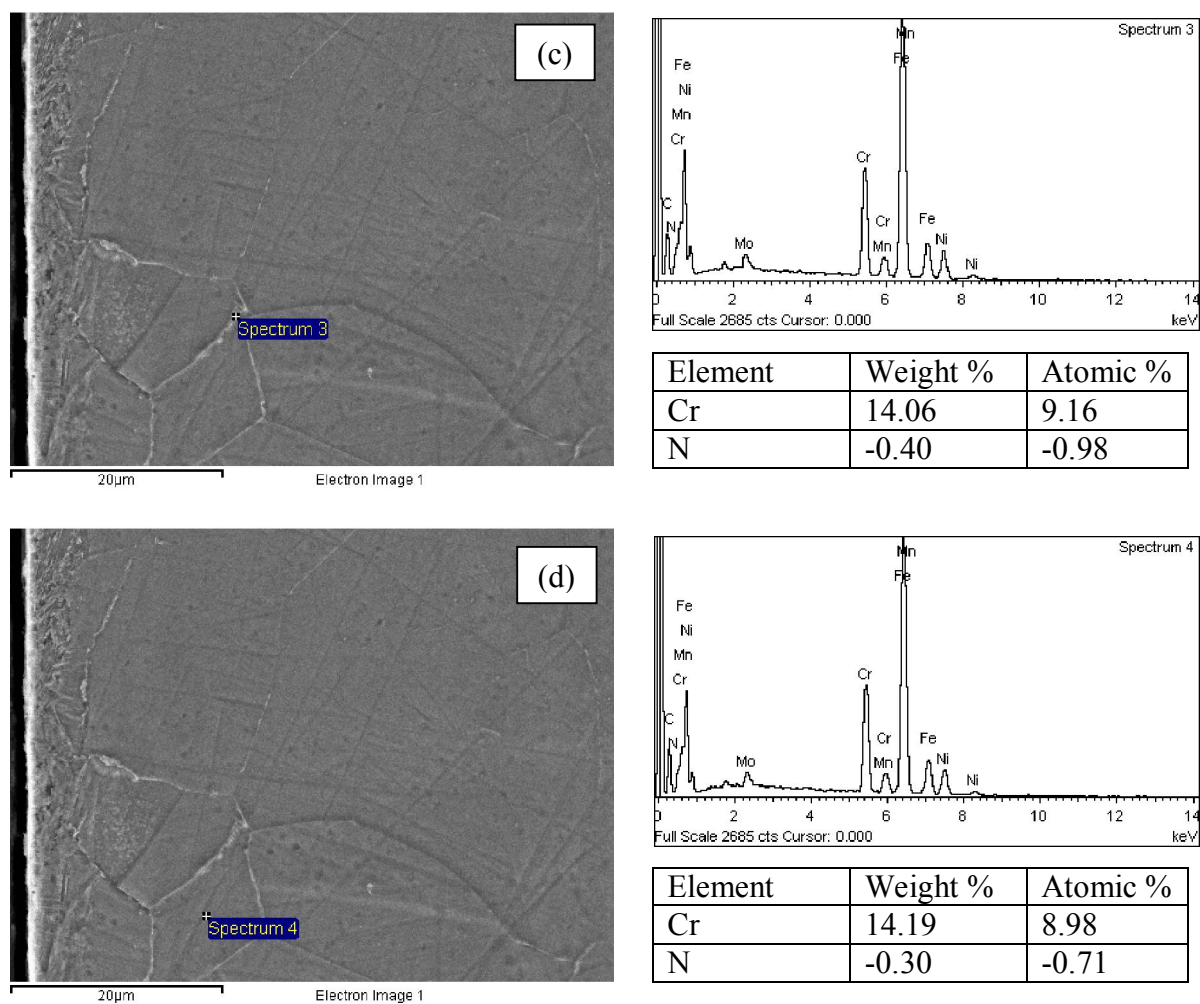 (c)
Spectrum 3
20µm
Electron Image 1
Spectrum 3
Mn
Fe
Fe
Ni
Mn
Cr
C
N
Mo
Cr
Cr
Mn
Fe
Ni
Ni
0 2 4 6 8 10 12 14
Full Scale 2685 cts Cursor: 0.000 keV
Element Weight % Atomic %
Cr 14.06 9.16
N -0.40 -0.98
(d)
Spectrum 4
20µm
Electron Image 1
Spectrum 4
Mn
Fe
Fe
Ni
Mn
Cr
C
N
Mo
Cr
Cr
Mn
Fe
Ni
Ni
0 2 4 6 8 10 12 14
Full Scale 2685 cts Cursor: 0.000 keV
Element Weight % Atomic %
Cr 14.19 8.98
N -0.30 -0.71